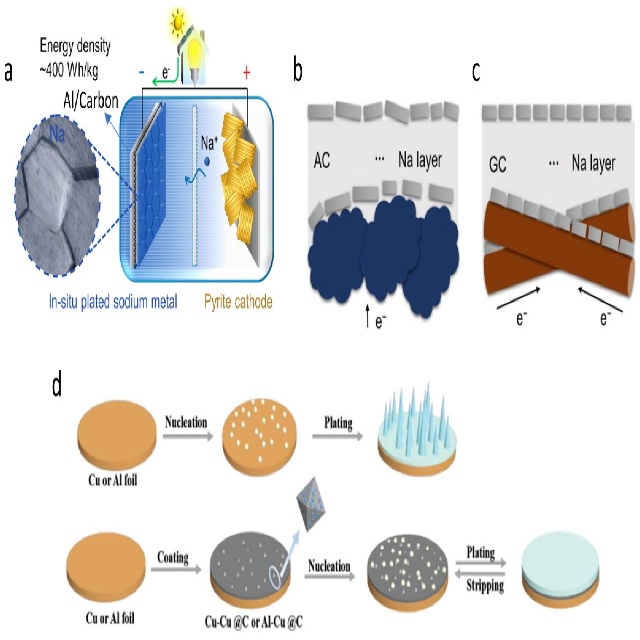 a
Energy density
~400 Wh/kg
-
e-
+
Al/Carbon
Na
Na+
In-situ plated sodium metal
Pyrite cathode
b
AC ... Na layer
e−
c
GC ... Na layer
e−
e−
d
Nucleation
Plating
Cu or Al foil
Coating
Nucleation
Plating
Stripping
Cu or Al foil
Cu-Cu @C or Al-Cu @C